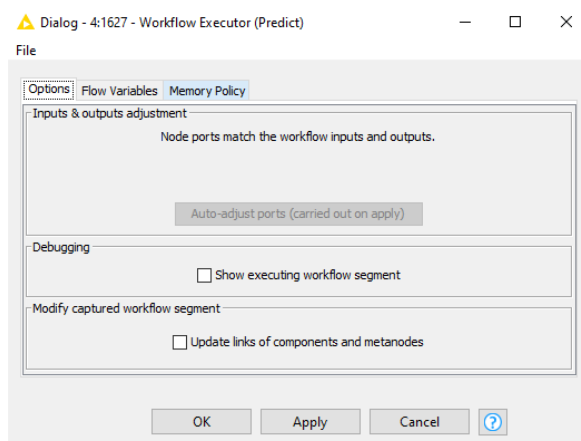 Dialog - 4:1627 - Workflow Executor (Predict)
File
Options Flow Variables Memory Policy
Inputs & outputs adjustment
Node ports match the workflow inputs and outputs.
Auto-adjust ports (carried out on apply)
Debugging
Show executing workflow segment
Modify captured workflow segment
Update links of components and metanodes
OK Apply Cancel ?